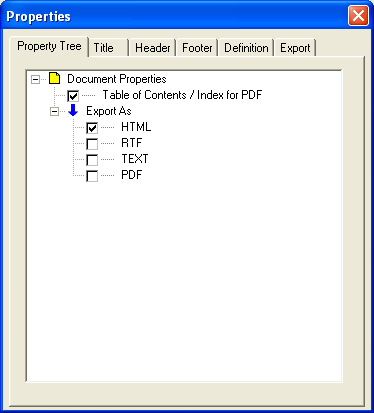 Properties
Property Tree Title Header Footer Definition Export
Document Properties
Table of Contents / Index for PDF
Export As
HTML
RTF
TEXT
PDF